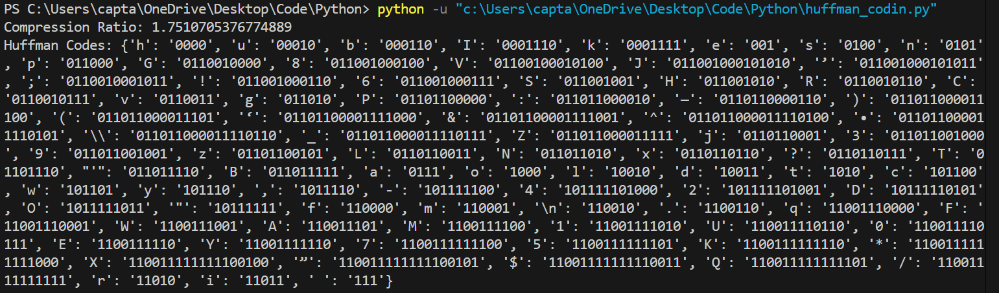 PS C:\Users\capta\OneDrive\Desktop\Code\Python> python -u "c:\Users\capta\OneDrive\Desktop\Code\Python\huffman_codin.py"
Compression Ratio: 1.7510705376774889
Huffman Codes: {'h': '0000', 'u': '00010', 'b': '000110', 'I': '0001110', 'k': '0001111', 'e': '001', 's': '0100', 'n': '0101'
, 'p': '011000', 'G': '0110010000', '8': '011001000100', 'V': '01100100010100', 'J': '011001000101010', '’': '011001000101011'
, ';': '0110010001011', '!': '011001000110', '6': '011001000111', 'S': '011001001', 'H': '011001010', 'R': '0110010110', 'C':
'0110010111', 'v': '0110011', 'g': '011010', 'P': '01101100000', ':': '011011000010', '—': '0110110000110', ')': '011011000011
100', '(': '011011000011101', '‘': '01101100001111000', '&': '01101100001111001', '^': '011011000011110100', '•': '01101100001
1110101', '\\': '011011000011110110', '_': '011011000011110111', 'Z': '011011000011111', 'j': '0110110001', '3': '011011001000
', '9': '011011001001', 'z': '01101100101', 'L': '0110110011', 'N': '011011010', 'x': '0110110110', '?': '0110110111', 'T': '0
1101110', "'": '011011110', 'B': '011011111', 'a': '0111', 'o': '1000', 'l': '10010', 'd': '10011', 't': '1010', 'c': '101100'
, 'w': '101101', 'y': '101110', ',': '1011110', '-': '101111100', '4': '101111101000', '2': '101111101001', 'D': '10111110101'
, 'O': '1011111011', '"': '10111111', 'f': '110000', 'm': '110001', '\n': '110010', '.': '1100110', 'q': '11001110000', 'F': '
11001110001', 'W': '1100111001', 'A': '110011101', 'M': '1100111100', '1': '11001111010', 'U': '110011110110', '0': '110011110
111', 'E': '1100111110', 'Y': '11001111110', '7': '1100111111100', '5': '1100111111101', 'K': '1100111111110', '*': '110011111
1111000', 'X': '110011111111100100', '”': '110011111111100101', '$': '11001111111110011', 'Q': '110011111111101', '/': '110011
11111111', 'r': '11010', 'i': '11011', ' ': '111'}